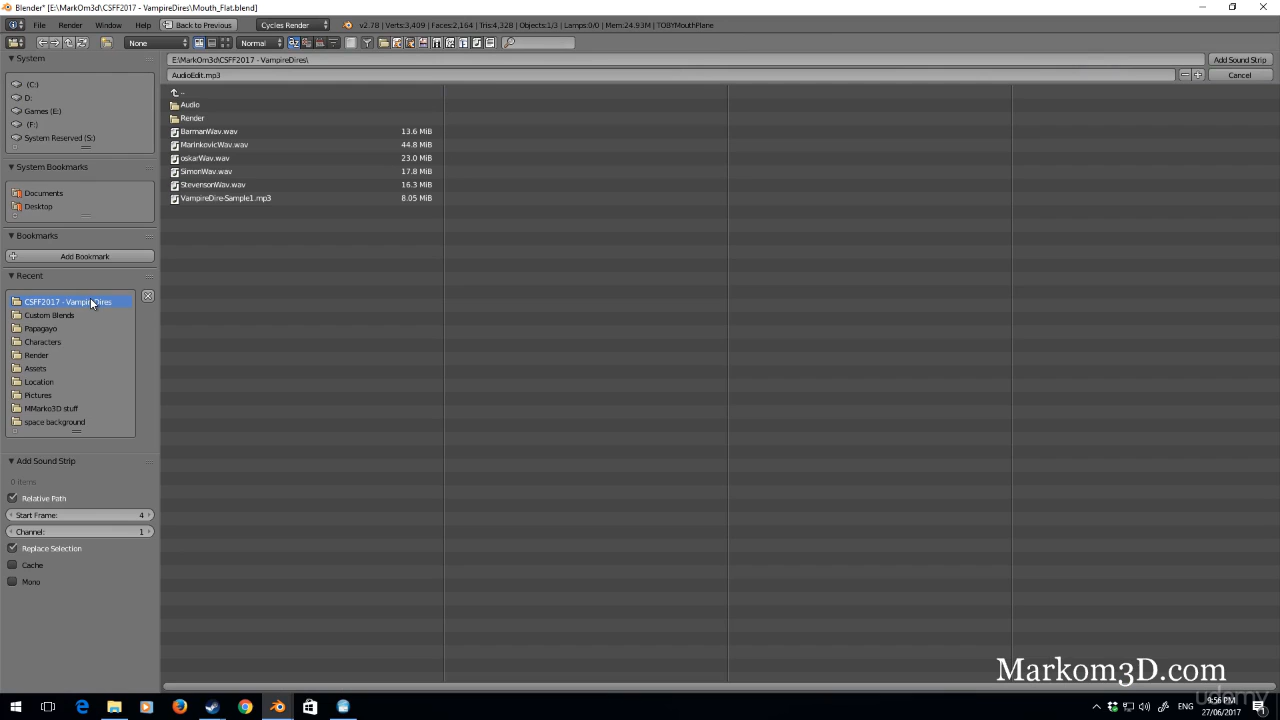 Blender* [E:\MarkOm3d\CSFF2017 - VampireDires\Mouth_Flat.blend]
File Render Window Help Back to Previous Cycles Render v2.78 | Verts:3,409 | Faces:2,164 | Tris:4,328 | Objects:1/3 | Lamps:0/0 | Mem:24.93M | TOBYMouthPlane
None Normal
System
(C:)
D:
Games (E:)
(F:)
System Reserved (S:)
System Bookmarks
Documents
Desktop
Bookmarks
Add Bookmark
Recent
CSFF2017 - VampireDires
Custom Blends
Papagayo
Characters
Render
Assets
Location
Pictures
MMarko3D stuff
space background
Add Sound Strip
0 items
Relative Path
Start Frame: 4
Channel: 1
Replace Selection
Cache
Mono
E:\MarkOm3d\CSFF2017 - VampireDires\
Add Sound Strip
AudioEdit.mp3
Cancel
..
Audio
Render
BarmanWav.wav 13.6 MiB
MarinkovicWav.wav 44.8 MiB
oskarWav.wav 23.0 MiB
SimonWav.wav 17.8 MiB
StevensonWav.wav 16.3 MiB
VampireDire-Sample1.mp3 8.05 MiB
Markom3D.com
udemy
ENG
9:56 PM
27/06/2017